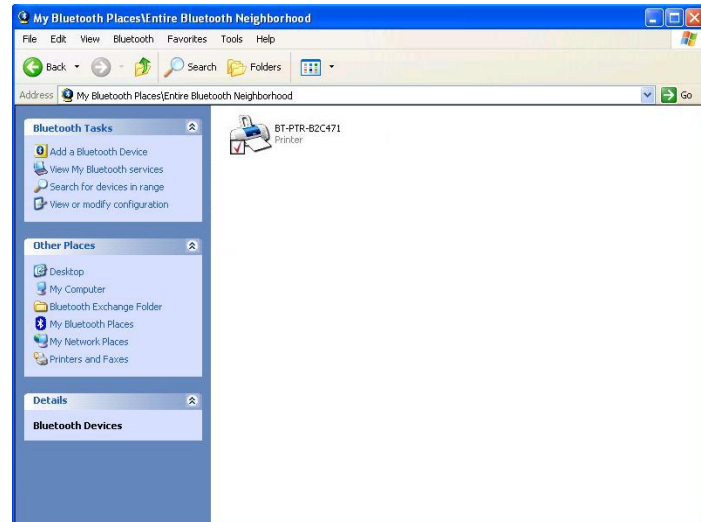 My Bluetooth Places\Entire Bluetooth Neighborhood
File Edit View Bluetooth Favorites Tools Help
Back Search Folders
Address My Bluetooth Places\Entire Bluetooth Neighborhood Go
Bluetooth Tasks
Add a Bluetooth Device
View My Bluetooth services
Search for devices in range
View or modify configuration
Other Places
Desktop
My Computer
Bluetooth Exchange Folder
My Bluetooth Places
My Network Places
Printers and Faxes
Details
Bluetooth Devices
BT-PTR-B2C471
Printer